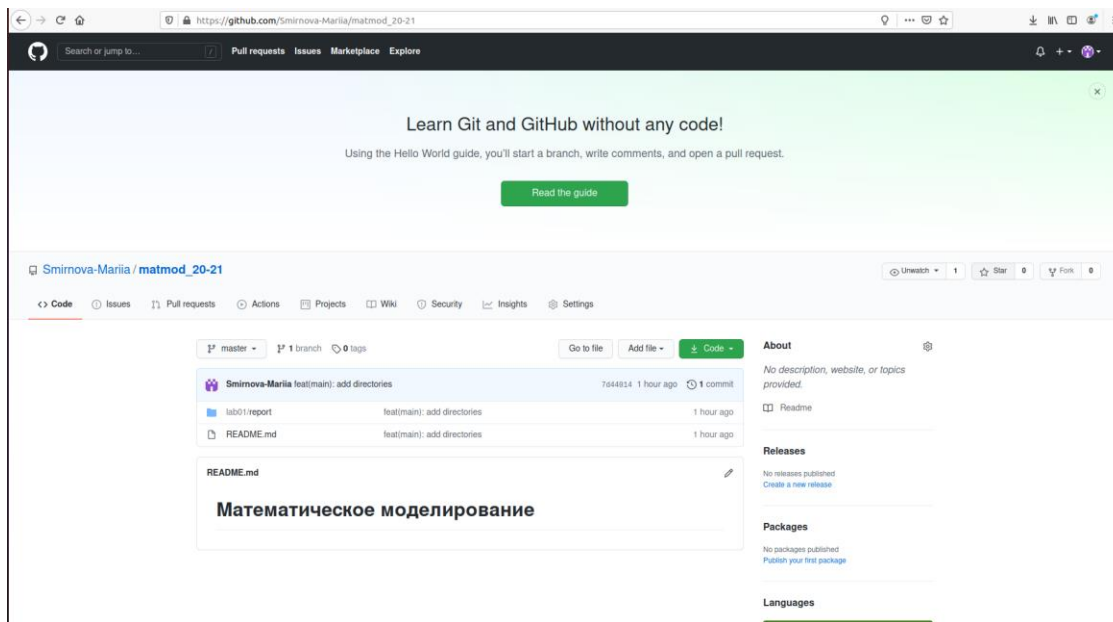 https://github.com/Smirnova-Mariia/matmod_20-21
Search or jump to... / Pull requests Issues Marketplace Explore
Learn Git and GitHub without any code!
Using the Hello World guide, you'll start a branch, write comments, and open a pull request.
Read the guide
Smirnova-Mariia / matmod_20-21 Unwatch 1 Star 0 Fork 0
<> Code Issues Pull requests Actions Projects Wiki Security Insights Settings
master 1 branch 0 tags Go to file Add file Code
About
Smirnova-Mariia feat(main): add directories 7d44814 1 hour ago 1 commit
No description, website, or topics
provided.
lab01/report feat(main): add directories 1 hour ago
Readme
README.md feat(main): add directories 1 hour ago
Releases
README.md
No releases published
Create a new release
Математическое моделирование
Packages
No packages published
Publish your first package
Languages